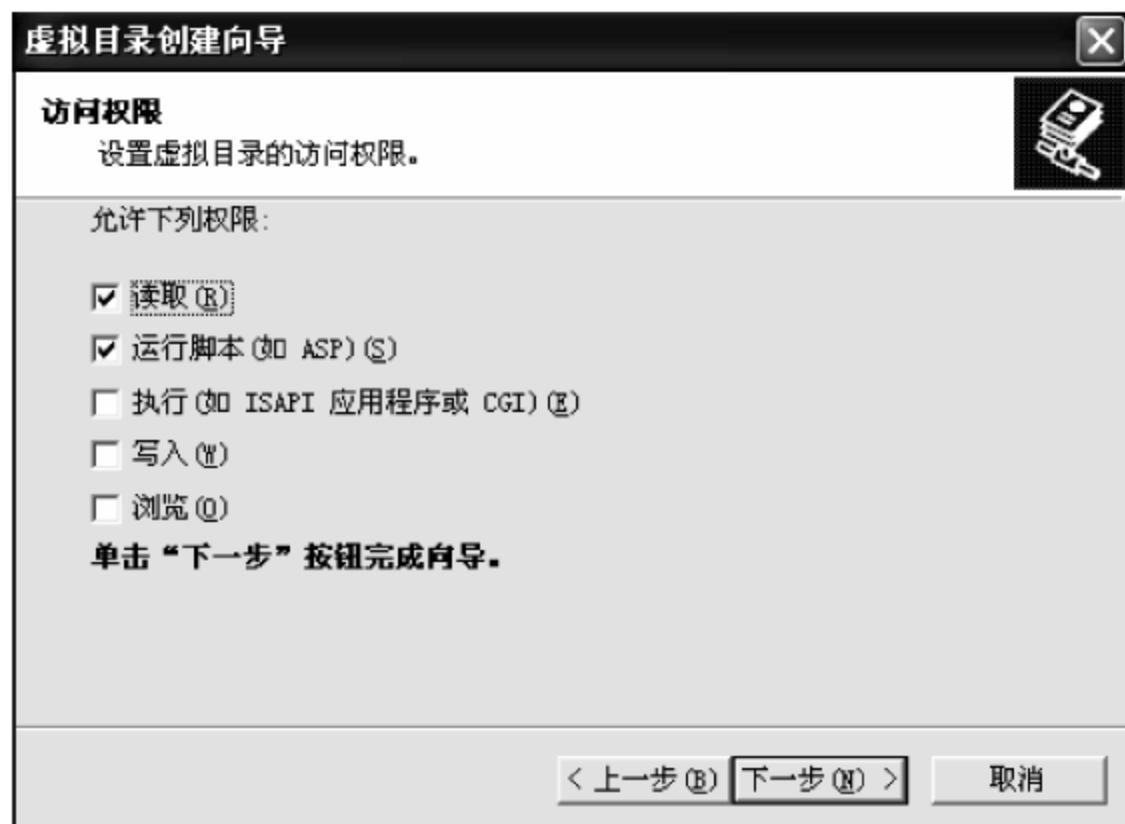 虚拟目录创建向导
访问权限
设置虚拟目录的访问权限。
允许下列权限:
读取(R)
运行脚本(如 ASP)(S)
执行(如 ISAPI 应用程序或 CGI)(E)
写入(W)
浏览(O)
单击“下一步”按钮完成向导。
< 上一步(B) 下一步(N) > 取消